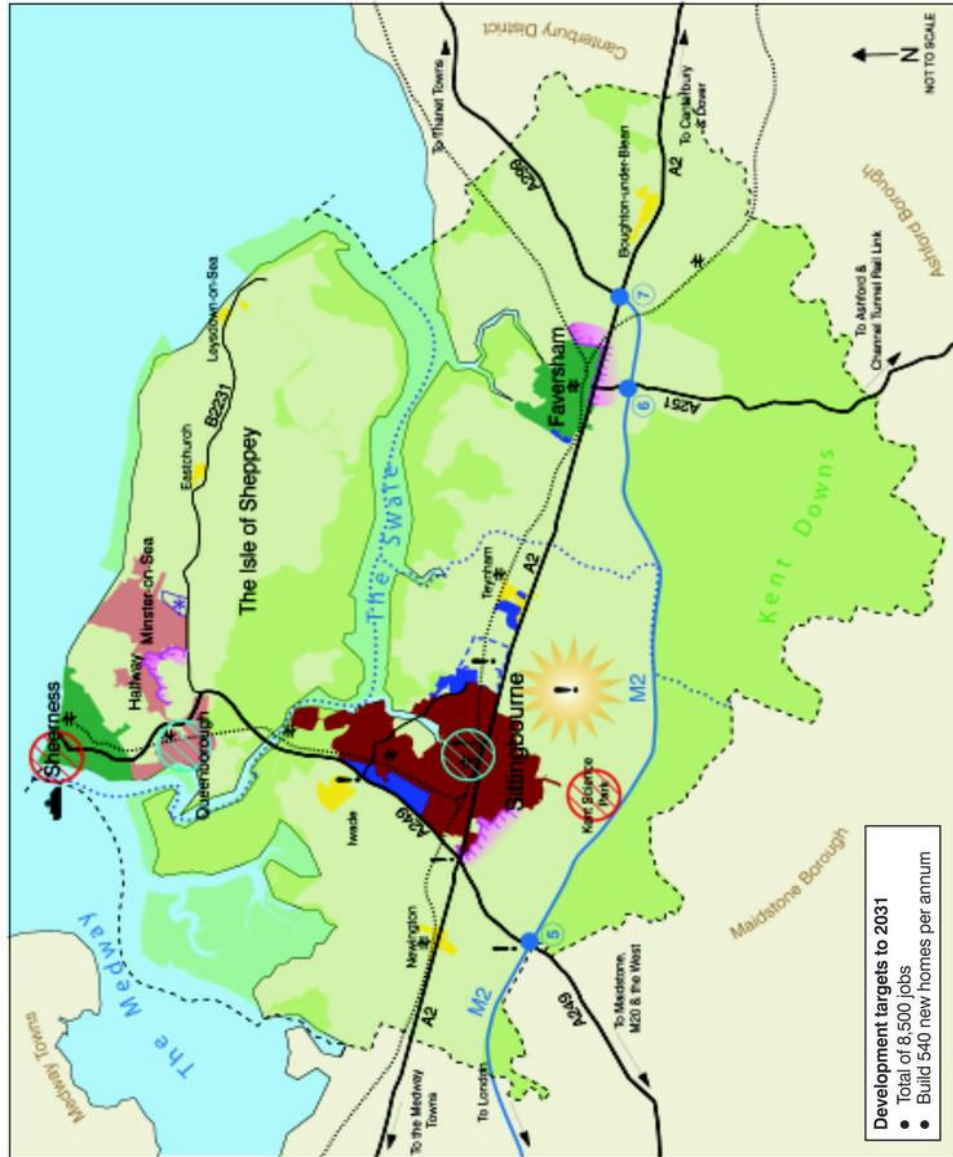 Medway Towns
The Medway
Sheerness
Halfway
Minster-on-Sea
Queenborough
Eastchurch
B2231
Leysdown-on-Sea
The Isle of Sheppey
The Swale
Iwade
A249
Newington
A2
To the Medway
Towns
M2
To London
5
A249
To Maidstone,
M20 & the West
Sittingbourne
Kent Science
Park
!
!
!
!
!
!
Teynham
A2
M2
Faversham
6
7
A251
A299
To Thanet Towns
Canterbury District
Boughton-under-Blean
A2
To Canterbury
& Dover
To Ashford &
Channel Tunnel Rail Link
Ashford Borough
Kent Downs
Maidstone Borough
N
NOT TO SCALE
Development targets to 2031
● Total of 8,500 jobs
● Build 540 new homes per annum